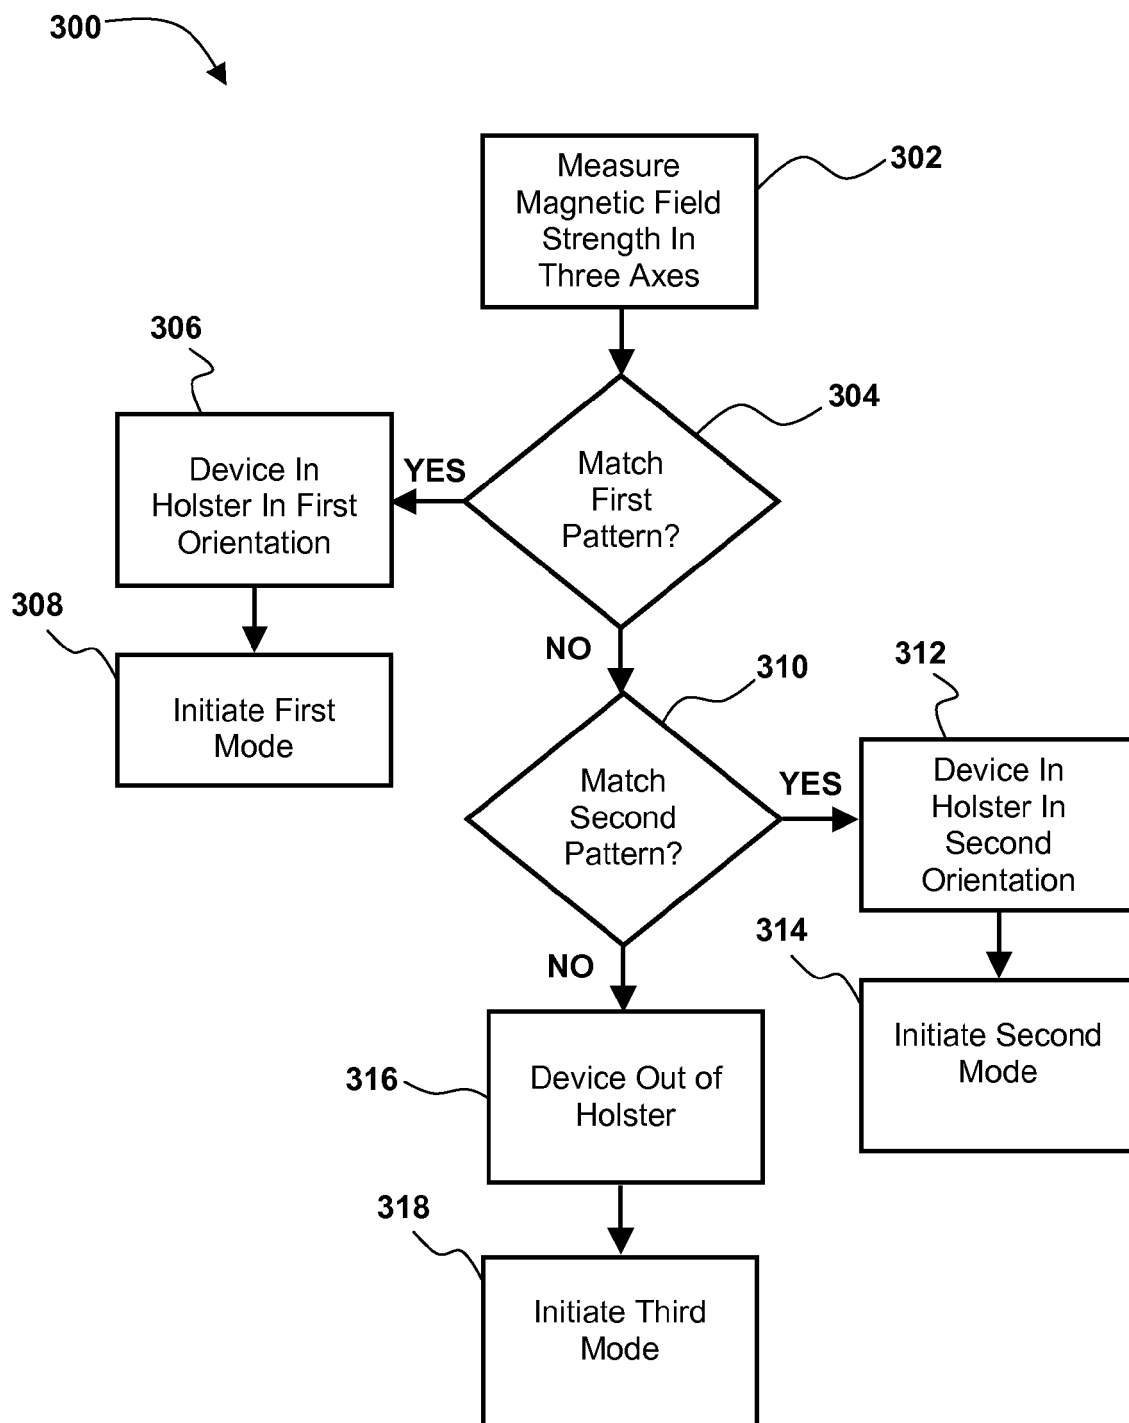 300
302
Measure
Magnetic Field
Strength In
Three Axes
306
304
Match
First
Pattern?
YES
Device In
Holster In First
Orientation
308
NO
Initiate First
Mode
310
312
Match
Second
Pattern?
YES
Device In
Holster In
Second
Orientation
314
NO
Initiate Second
Mode
316
Device Out of
Holster
318
Initiate Third
Mode